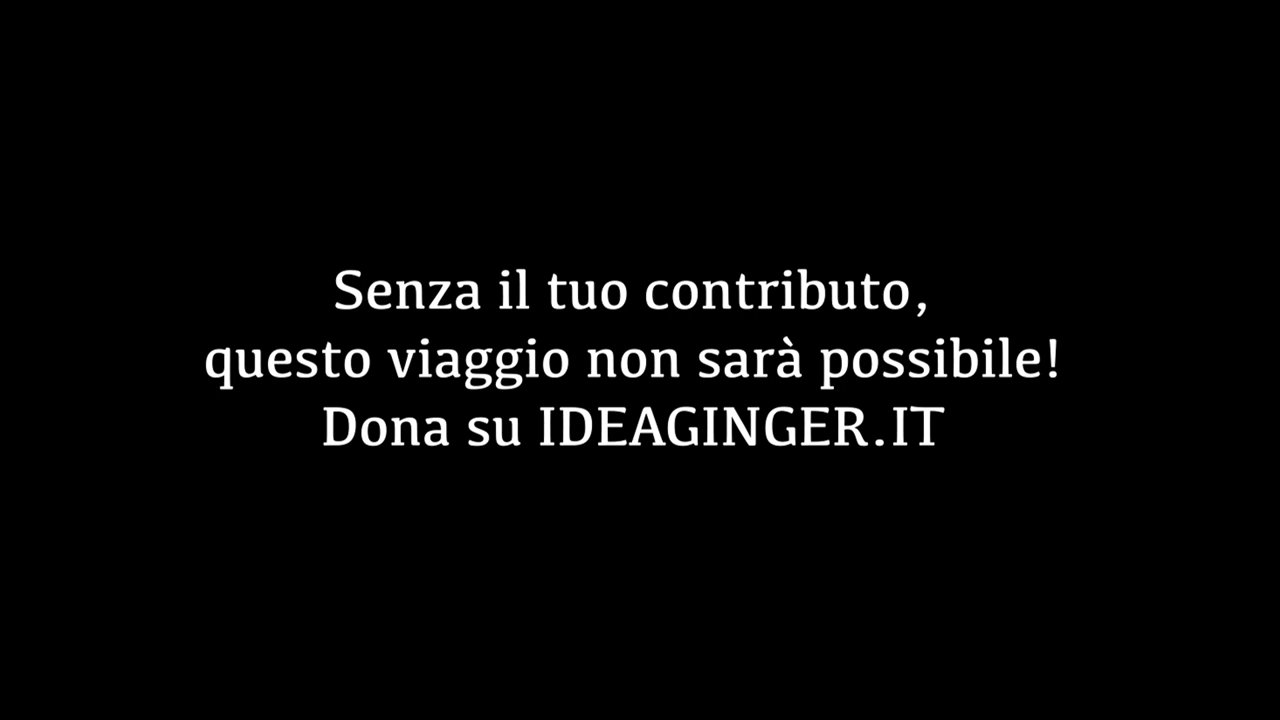 Senza il tuo contributo,
questo viaggio non sarà possibile!
Dona su IDEAGINGER.IT